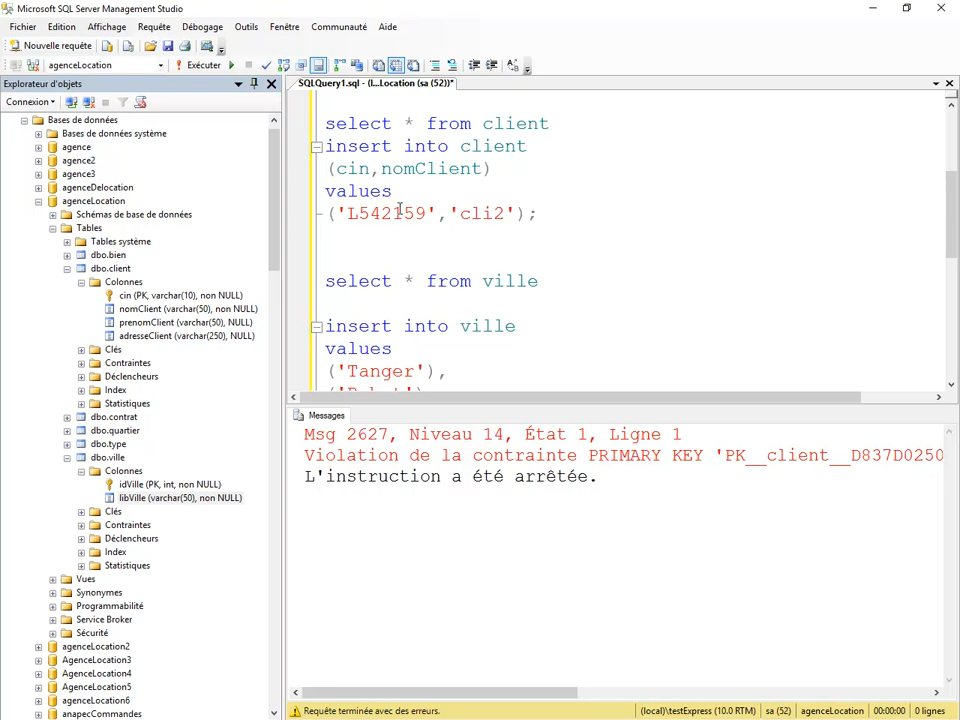 Microsoft SQL Server Management Studio
Fichier Edition Affichage Requête Débogage Outils Fenêtre Communauté Aide
Nouvelle requête
agenceLocation Exécuter
Explorateur d'objets
SQLQuery1.sql - (l...Location (sa (52))*
Connexion
Bases de données
Bases de données système
agence
agence2
agence3
agenceDelocation
agenceLocation
Schémas de base de données
Tables
Tables système
dbo.bien
dbo.client
Colonnes
cin (PK, varchar(10), non NULL)
nomClient (varchar(50), non NULL)
prenomClient (varchar(50), NULL)
adresseClient (varchar(250), NULL)
Clés
Contraintes
Déclencheurs
Index
Statistiques
dbo.contrat
dbo.quartier
dbo.type
dbo.ville
Colonnes
idVille (PK, int, non NULL)
libVille (varchar(50), non NULL)
Clés
Contraintes
Déclencheurs
Index
Statistiques
Vues
Synonymes
Programmabilité
Service Broker
Sécurité
agenceLocation2
AgenceLocation3
AgenceLocation4
AgenceLocation5
agenceLocation6
anapecCommandes
select * from client
insert into client
(cin,nomClient)
values
('L542159','cli2');
select * from ville
insert into ville
values
('Tanger'),
Messages
Msg 2627, Niveau 14, État 1, Ligne 1
Violation de la contrainte PRIMARY KEY 'PK__client__D837D0250
L'instruction a été arrêtée.
Requête terminée avec des erreurs. (local)\testExpress (10.0 RTM) sa (52) agenceLocation 00:00:00 0 lignes